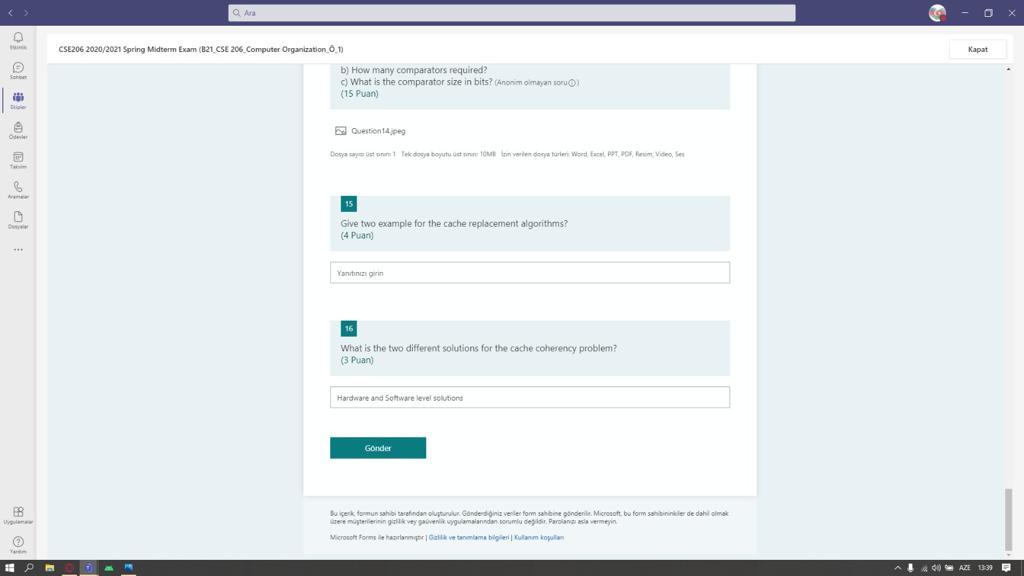 Ara
CSE206 2020/2021 Spring Midterm Exam (B21_CSE 206_Computer Organization_Ö_1)
Kapat
Etkinlik
Sohbet
Ekipler
Ödevler
Takvim
Aramalar
Dosyalar
...
b) How many comparators required?
c) What is the comparator size in bits? (Anonim olmayan soru)
(15 Puan)
Question14.jpeg
Dosya sayısı üst sınırı: 1 Tek dosya boyutu üst sınırı: 10MB İzin verilen dosya türleri: Word, Excel, PPT, PDF, Resim, Video, Ses
15
Give two example for the cache replacement algorithms?
(4 Puan)
Yanıtınızı girin
16
What is the two different solutions for the cache coherency problem?
(3 Puan)
Hardware and Software level solutions
Gönder
Bu içerik, formun sahibi tarafından oluşturulur. Gönderdiğiniz veriler form sahibine gönderilir. Microsoft, bu form sahibininkiler de dahil olmak
üzere müşterilerinin gizlilik vey gaüvenlik uygulamalarından sorumlu değildir. Parolanızı asla vermeyin.
Microsoft Forms ile hazırlanmıştır | Gizlilik ve tanımlama bilgileri | Kullanım koşulları
Uygulamalar
Yardım
AZE 13:39